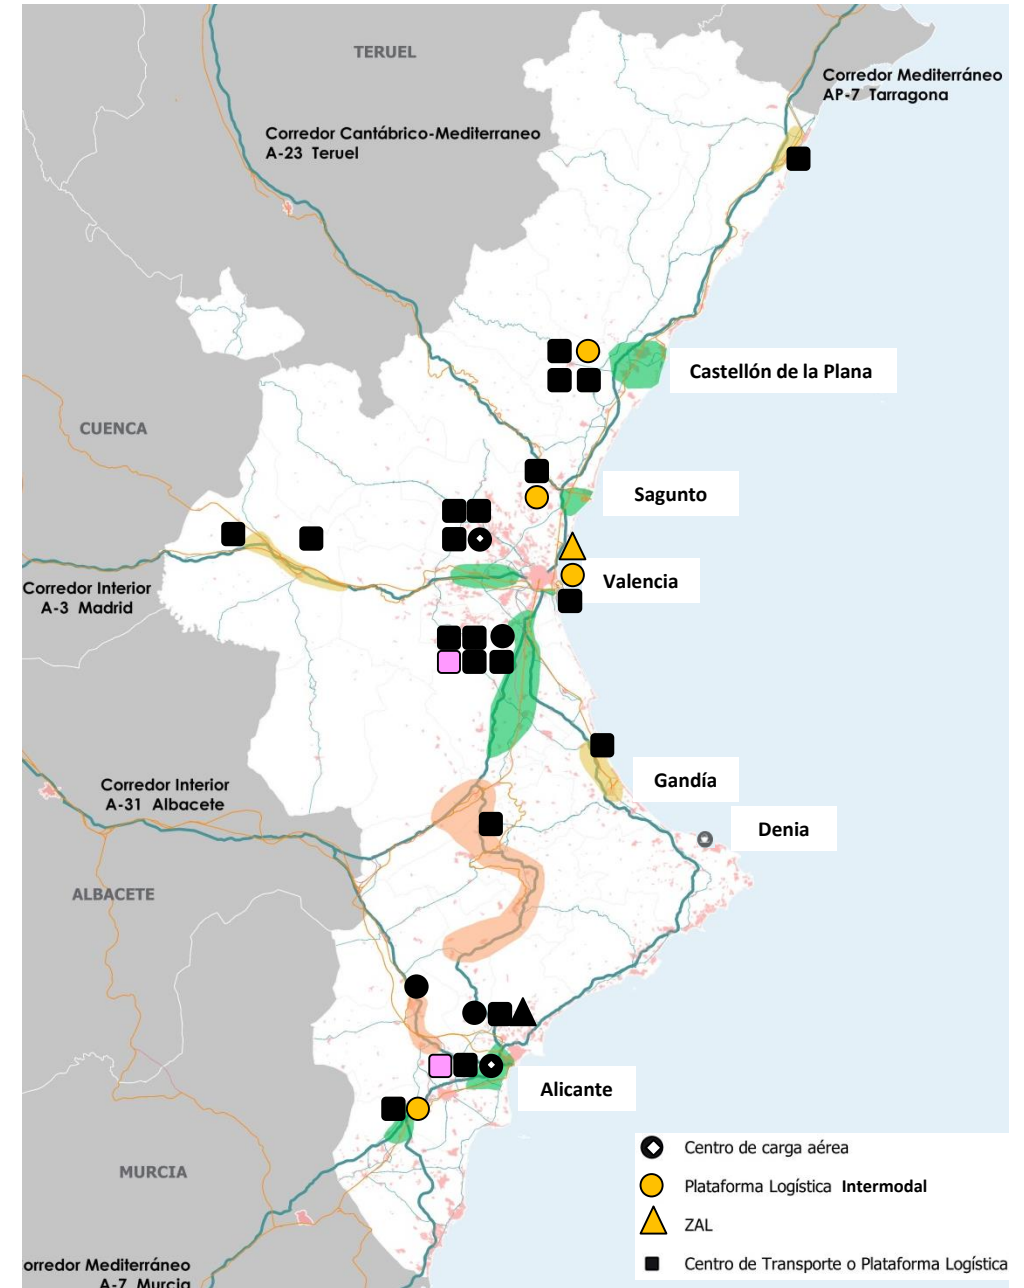 TERUEL
Corredor Mediterráneo
AP-7 Tarragona
Corredor Cantábrico-Mediterraneo
A-23 Teruel
Castellón de la Plana
CUENCA
Sagunto
Corredor Interior
A-3 Madrid
Valencia
Corredor Interior
A-31 Albacete
Gandía
Denia
ALBACETE
Alicante
MURCIA
Centro de carga aérea
Plataforma Logística Intermodal
ZAL
Centro de Transporte o Plataforma Logística
orredor Mediterráneo
A-7 Murcia